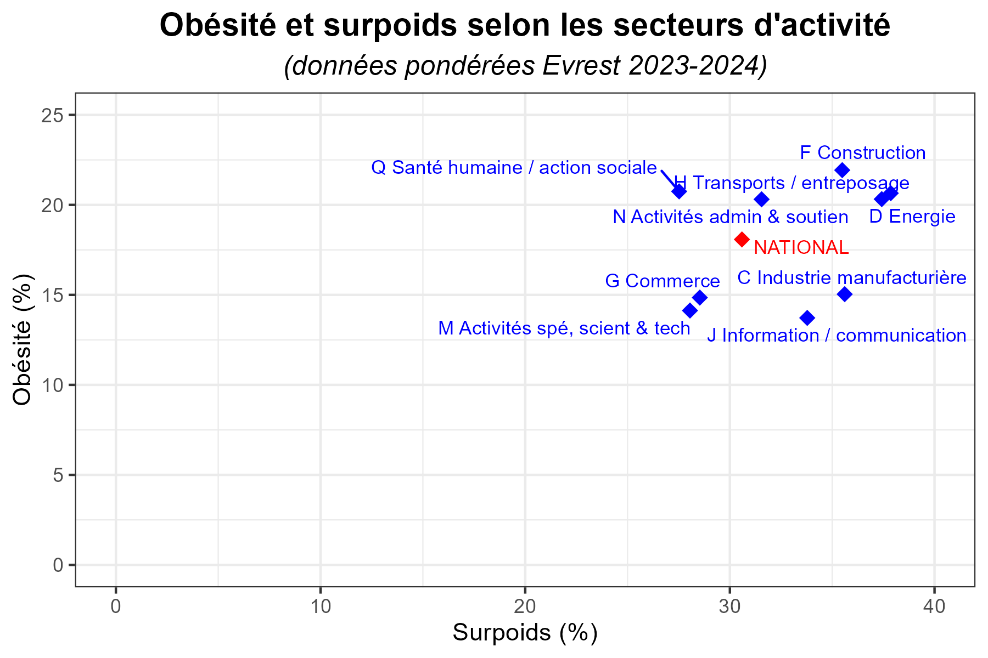 Obésité et surpoids selon les secteurs d'activité
(données pondérées Evrest 2023-2024)
25
20
15
10
5
0
Obésité (%)
F Construction
Q Santé humaine / action sociale
H Transports / entreposage
N Activités admin & soutien
D Energie
NATIONAL
G Commerce
C Industrie manufacturière
M Activités spé, scient & tech
J Information / communication
0
10
20
30
40
Surpoids (%)